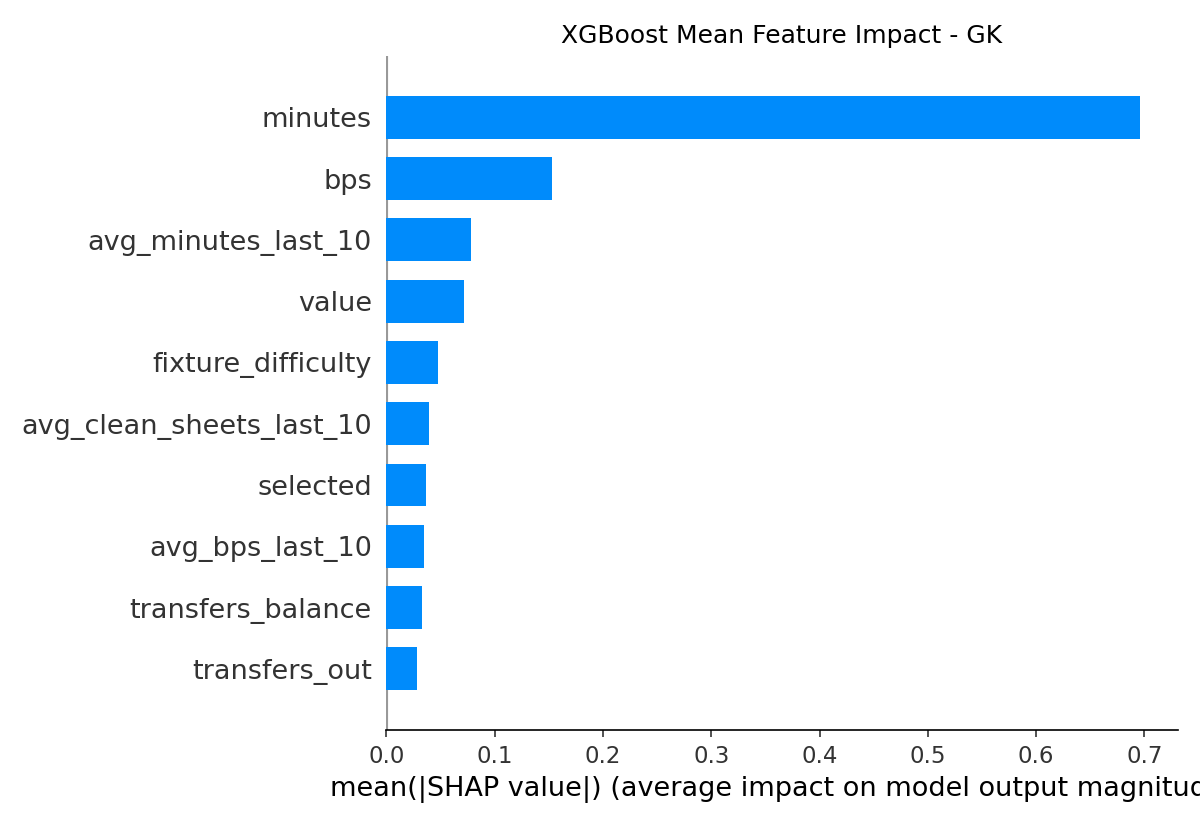 XGBoost Mean Feature Impact - GK
minutes
bps
avg_minutes_last_10
value
fixture_difficulty
avg_clean_sheets_last_10
selected
avg_bps_last_10
transfers_balance
transfers_out
0.0 0.1 0.2 0.3 0.4 0.5 0.6 0.7
mean(|SHAP value|) (average impact on model output magnitud